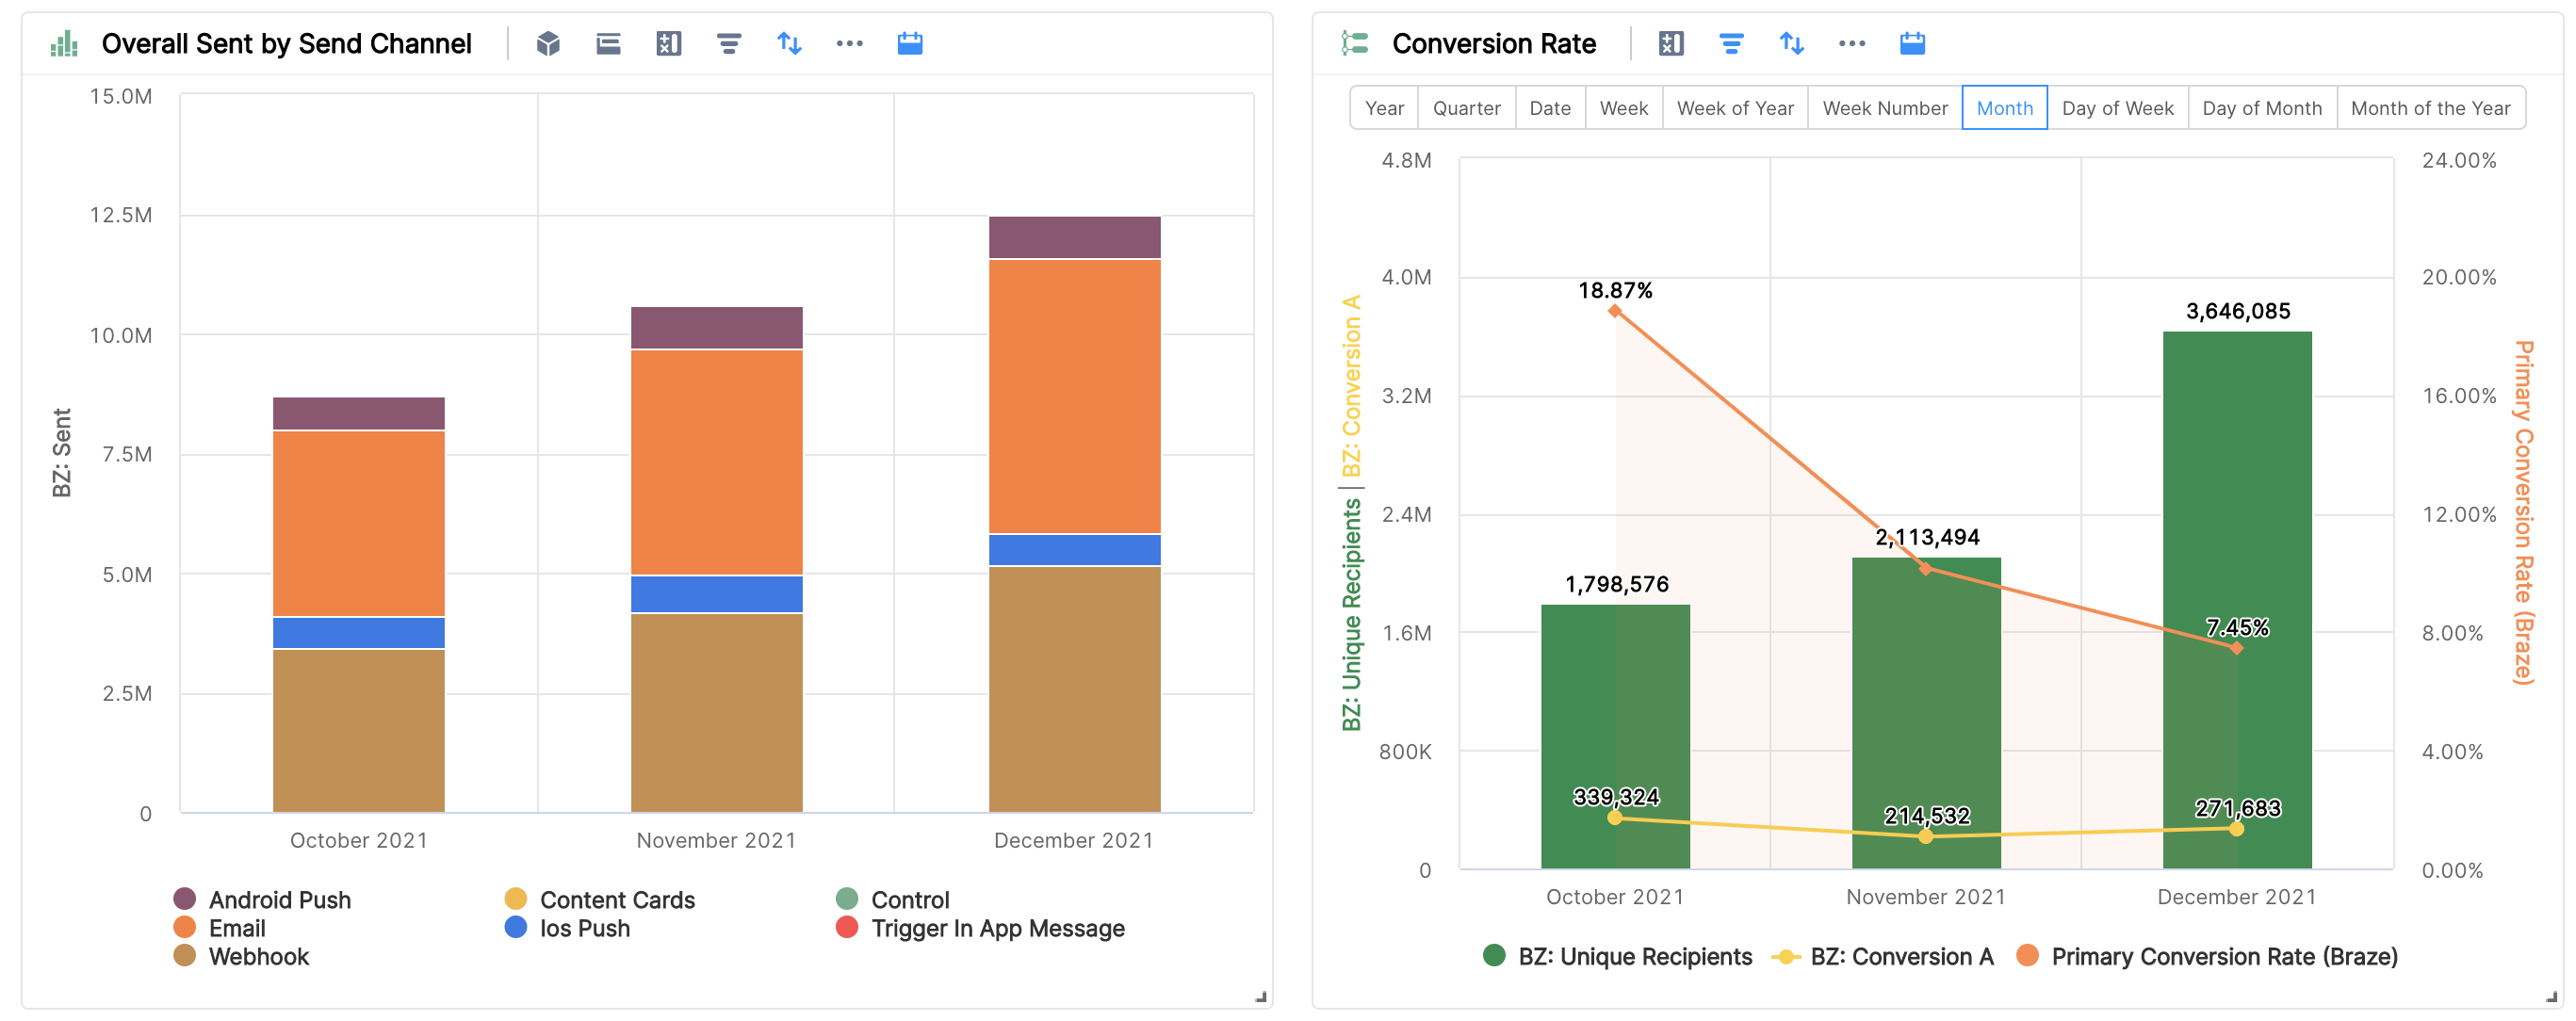 Overall Sent by Send Channel
15.0M
12.5M
10.0M
7.5M
5.0M
2.5M
0
BZ: Sent
October 2021 November 2021 December 2021
Android Push Content Cards Control
Email Ios Push Trigger In App Message
Webhook
Conversion Rate
Year Quarter Date Week Week of Year Week Number Month Day of Week Day of Month Month of the Year
4.8M 24.00%
4.0M 20.00%
3.2M 16.00%
2.4M 12.00%
1.6M 8.00%
800K 4.00%
0 0.00%
BZ: Unique Recipients | BZ: Conversion A
Primary Conversion Rate (Braze)
18.87%
3,646,085
2,113,494
1,798,576
7.45%
339,324
214,532
271,683
October 2021 November 2021 December 2021
BZ: Unique Recipients BZ: Conversion A Primary Conversion Rate (Braze)